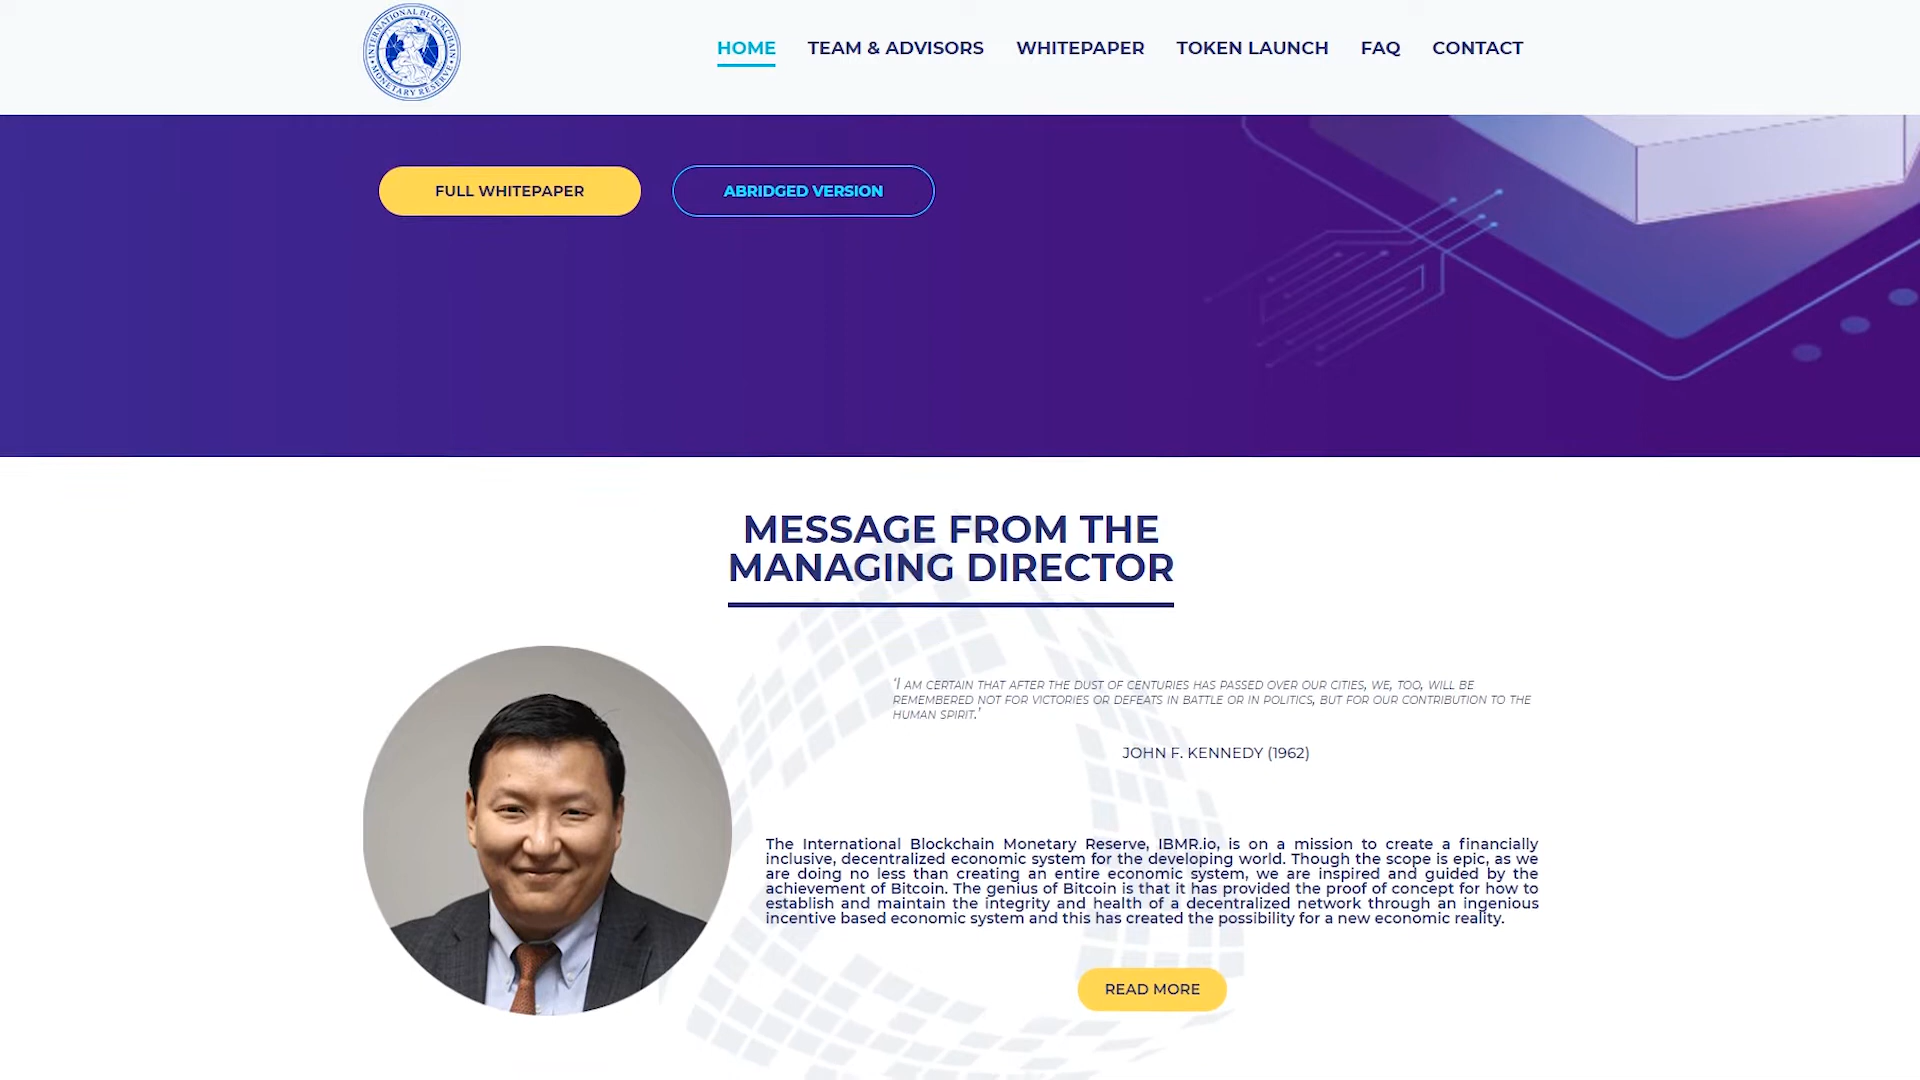 INTERNATIONAL BLOCKCHAIN
MONETARY RESERVE
HOME TEAM & ADVISORS WHITEPAPER TOKEN LAUNCH FAQ CONTACT
FULL WHITEPAPER ABRIDGED VERSION
MESSAGE FROM THE
MANAGING DIRECTOR
‘I AM CERTAIN THAT AFTER THE DUST OF CENTURIES HAS PASSED OVER OUR CITIES, WE, TOO, WILL BE
REMEMBERED NOT FOR VICTORIES OR DEFEATS IN BATTLE OR IN POLITICS, BUT FOR OUR CONTRIBUTION TO THE
HUMAN SPIRIT.’
JOHN F. KENNEDY (1962)
The International Blockchain Monetary Reserve, IBMR.io, is on a mission to create a financially
inclusive, decentralized economic system for the developing world. Though the scope is epic, as we
are doing no less than creating an entire economic system, we are inspired and guided by the
achievement of Bitcoin. The genius of Bitcoin is that it has provided the proof of concept for how to
establish and maintain the integrity and health of a decentralized network through an ingenious
incentive based economic system and this has created the possibility for a new economic reality.
READ MORE